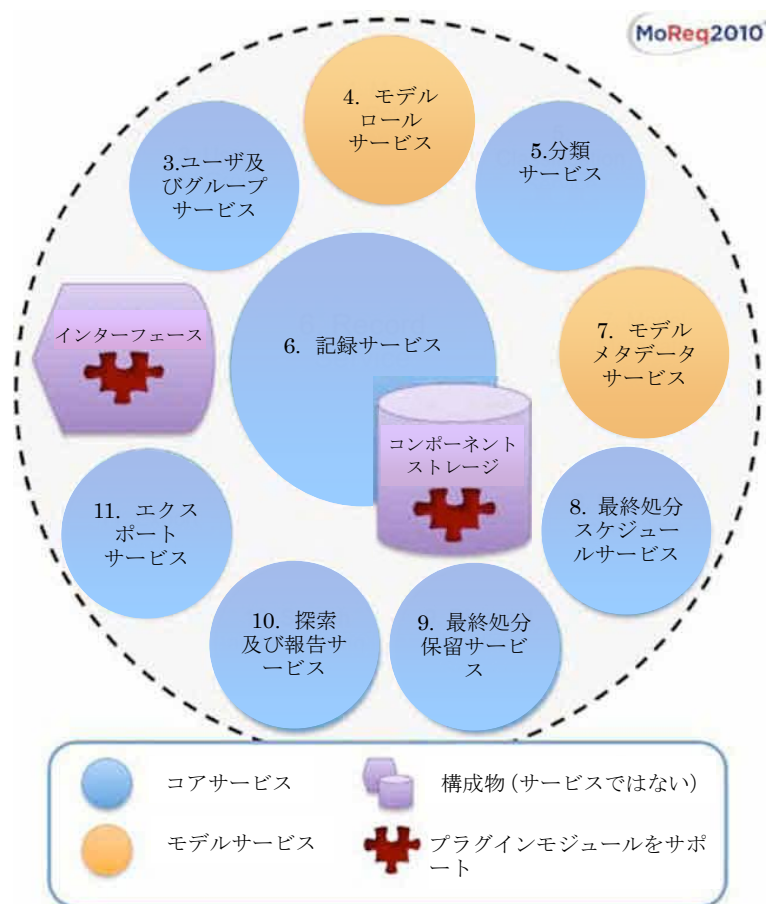 MoReq2010
4. モデル
ロール
サービス
3.ユーザ及
びグループ
サービス
5.分類
サービス
インターフェース
6. 記録サービス
7. モデル
メタデータ
サービス
コンポーネント
ストレージ
11. エクス
ポート
サービス
8. 最終処分
スケジュー
ルサービス
10. 探索
及び報告サ
ービス
9. 最終処分
保留サービ
ス
コアサービス
構成物(サービスではない)
モデルサービス
プラグインモジュールをサポ
ート